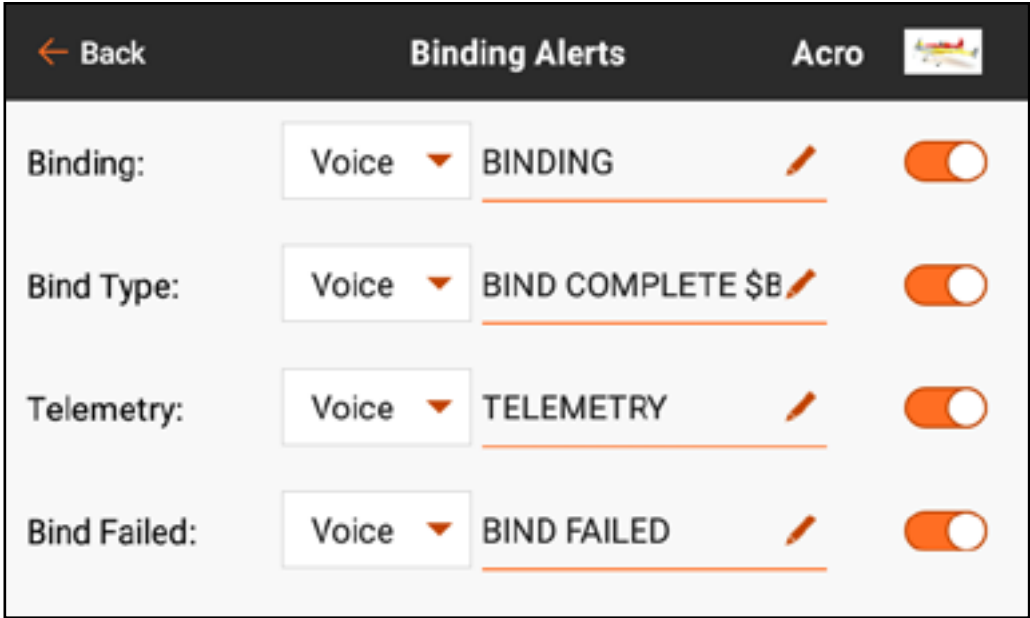 Back Binding Alerts Acro
Binding: Voice BINDING
Bind Type: Voice BIND COMPLETE $B
Telemetry: Voice TELEMETRY
Bind Failed: Voice BIND FAILED